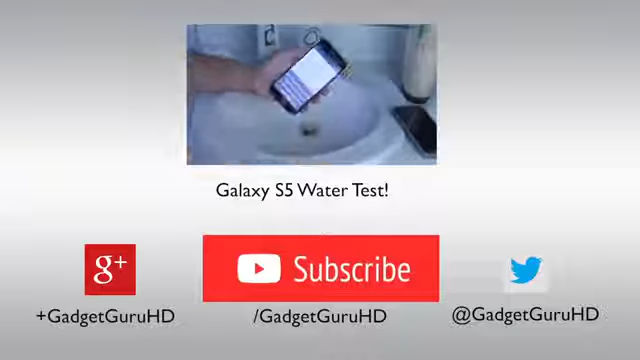 Galaxy S5 Water Test!
g+
Subscribe
+GadgetGuruHD
/GadgetGuruHD
@GadgetGuruHD